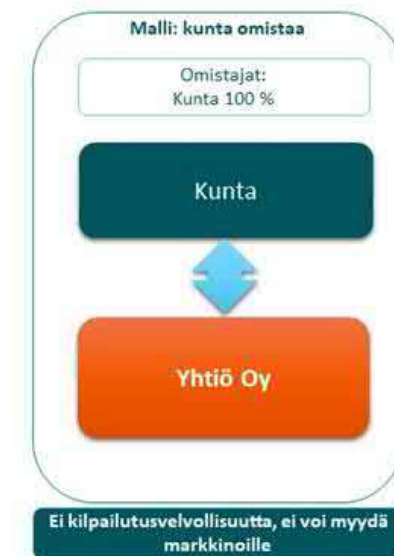 Malli: kunta omistaa
Omistajat:
Kunta 100 %
Kunta
Yhtiö Oy
Ei kilpailutusvelvollisuutta, ei voi myydä
markkinoille